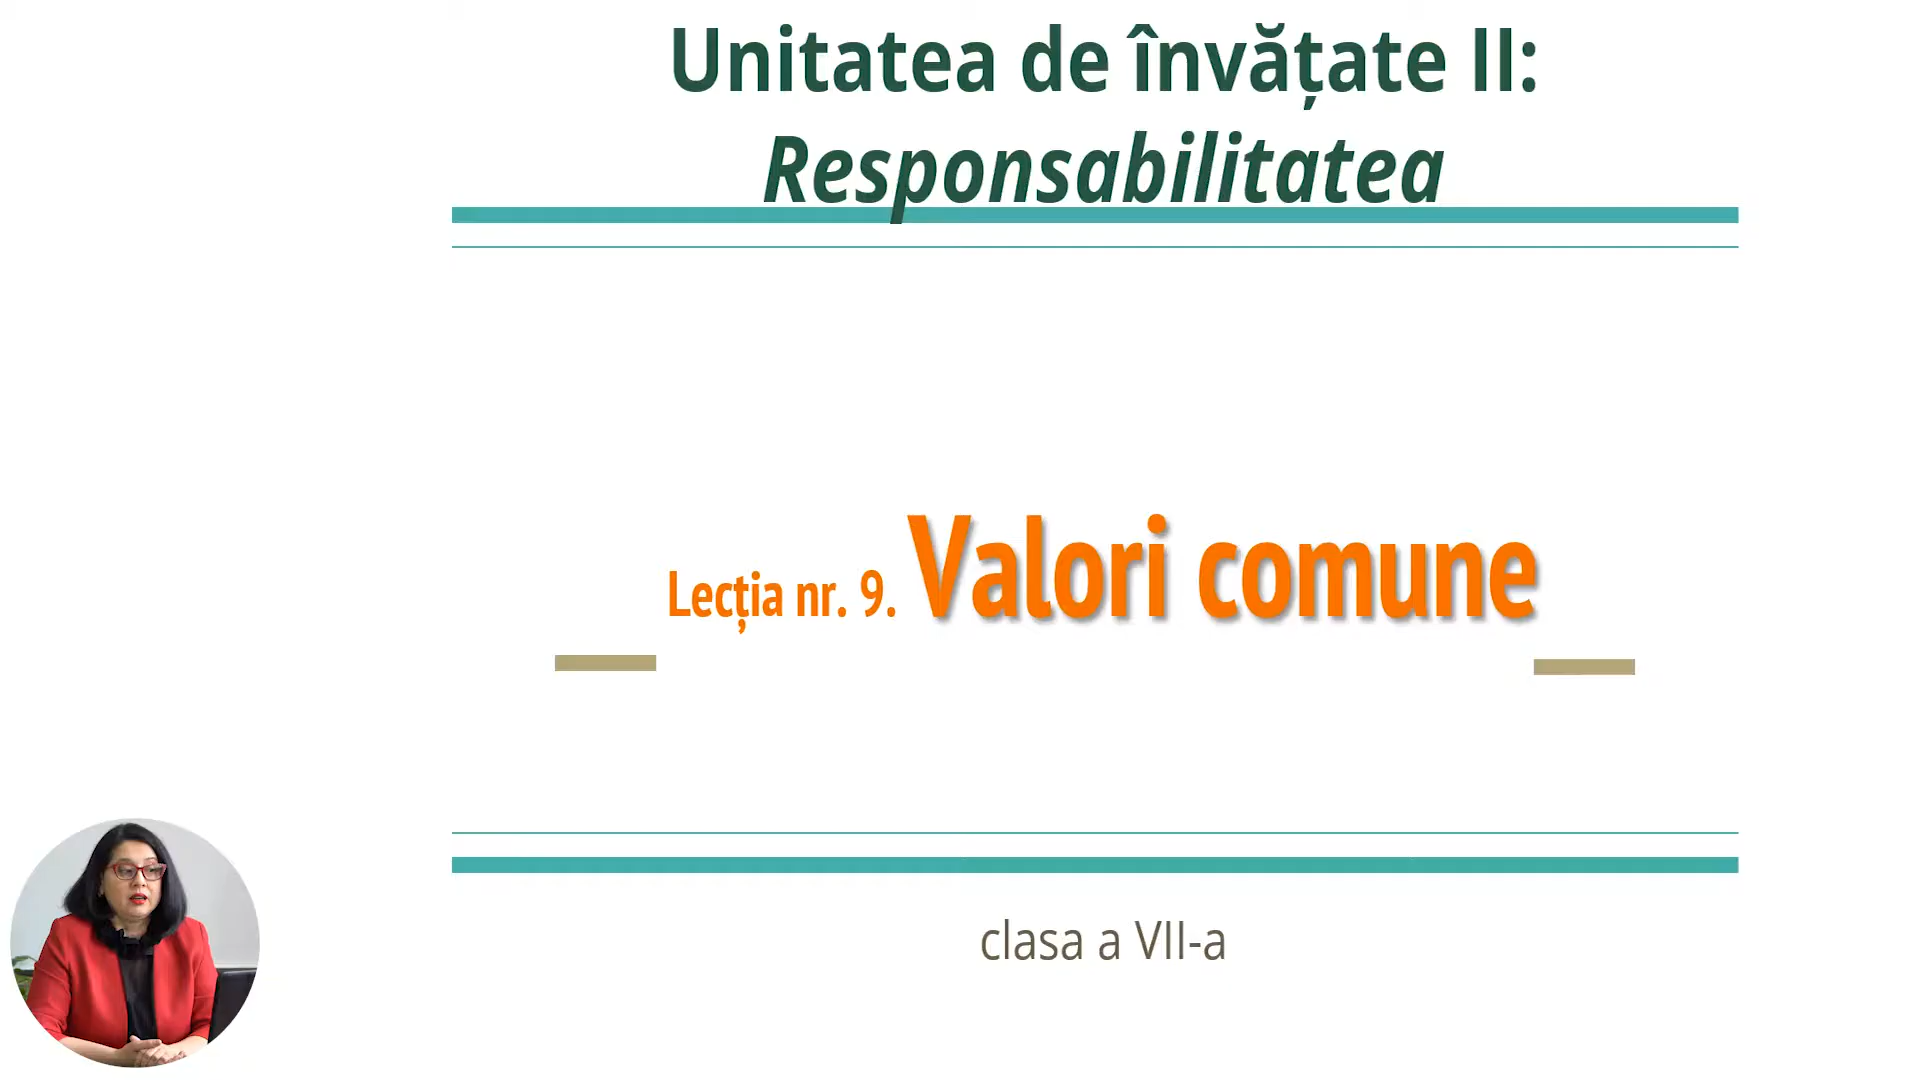 Unitatea de învățate II:
Responsabilitatea
Lecția nr. 9. Valori comune
clasa a VII-a